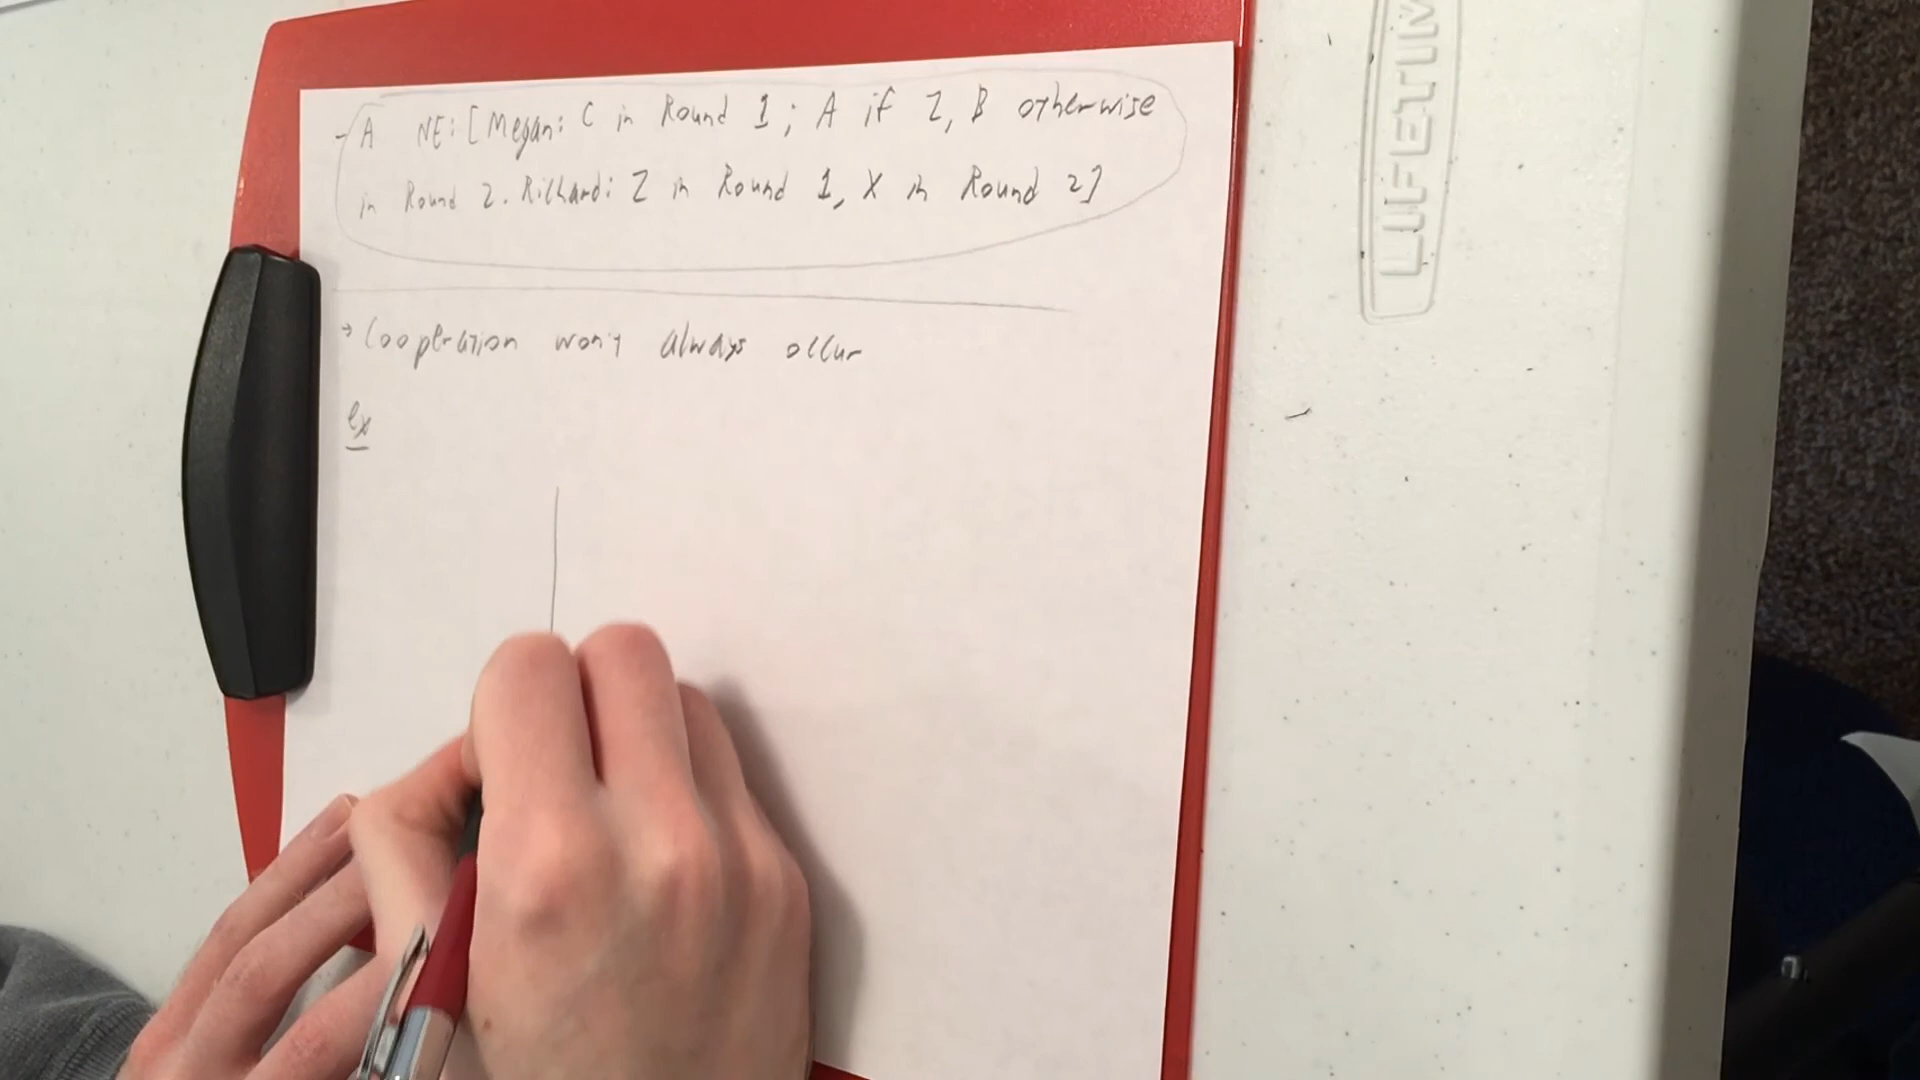 - A NE: [Megan: C in Round 1; A if Z, B otherwise
in Round 2. Richard: Z in Round 1, X in Round 2]
→ Cooperation won't always occur
ex
LIFETIM